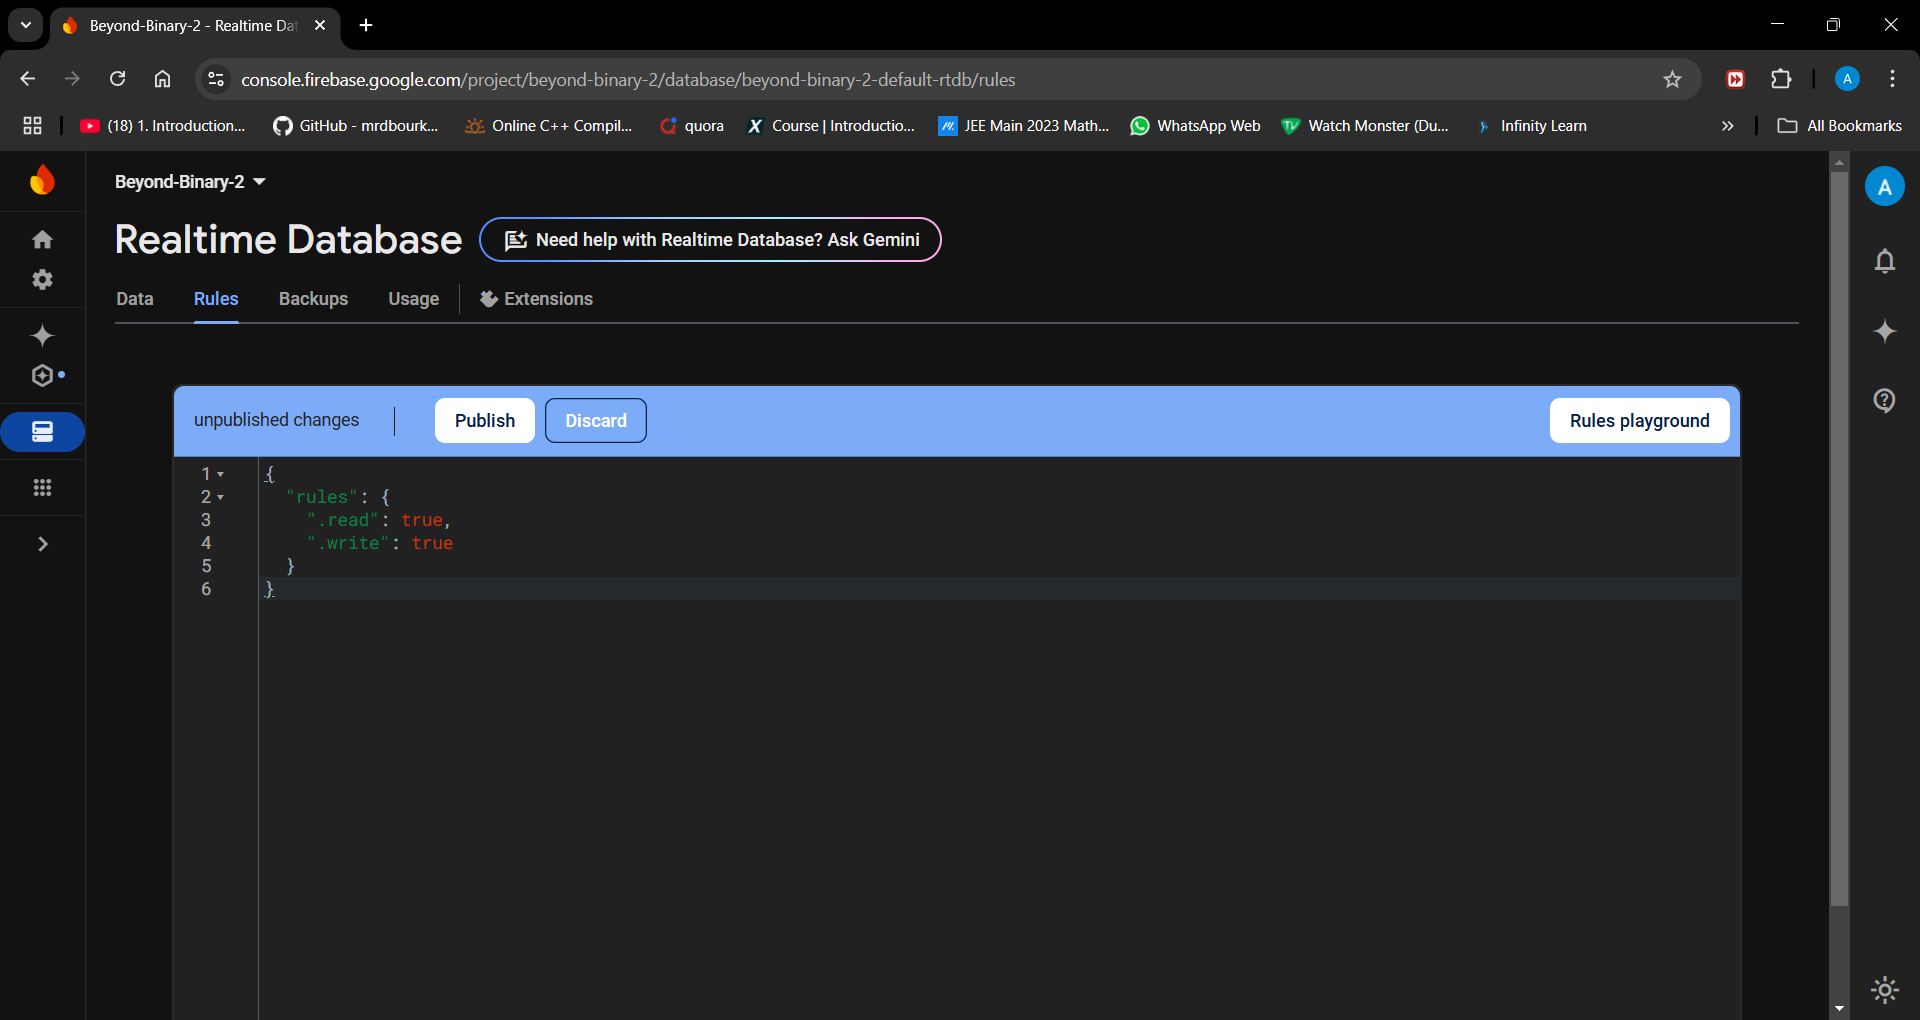 Beyond-Binary-2 - Realtime Dat
console.firebase.google.com/project/beyond-binary-2/database/beyond-binary-2-default-rtdb/rules
A
(18) 1. Introduction...
GitHub - mrdbourk...
Online C++ Compil...
quora
Course | Introductio...
JEE Main 2023 Math...
WhatsApp Web
Watch Monster (Du...
Infinity Learn
All Bookmarks
Beyond-Binary-2
A
Realtime Database
Need help with Realtime Database? Ask Gemini
Data
Rules
Backups
Usage
Extensions
unpublished changes
Publish
Discard
Rules playground
1 {
2 "rules": {
3 ".read": true,
4 ".write": true
5 }
6 }